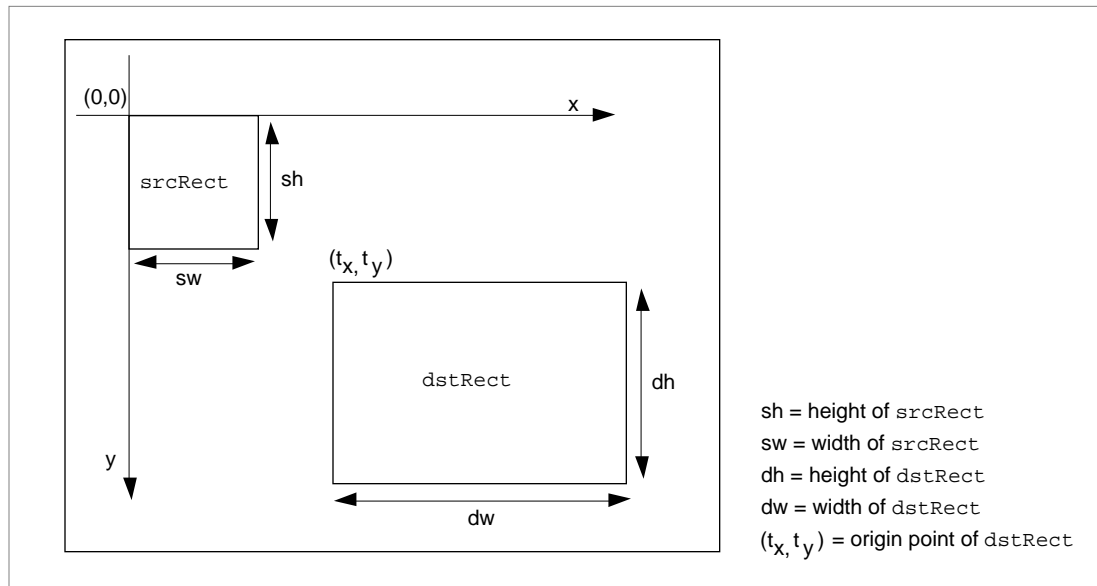 (0,0)
x
srcRect
sh
sw
(tx, ty)
dstRect
dh
y
dw
sh = height of srcRect
sw = width of srcRect
dh = height of dstRect
dw = width of dstRect
(tx, ty) = origin point of dstRect